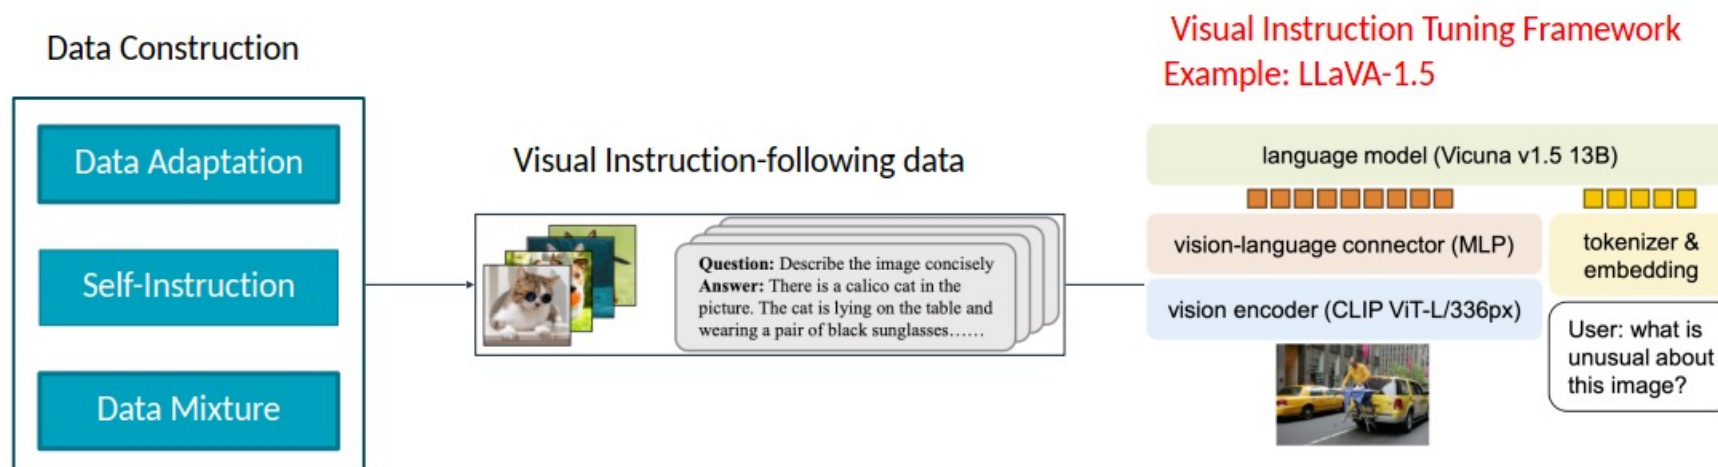 Data Construction
Data Adaptation
Self-Instruction
Data Mixture
Visual Instruction-following data
Question: Describe the image concisely
Answer: There is a calico cat in the
picture. The cat is lying on the table and
wearing a pair of black sunglasses……
Visual Instruction Tuning Framework
Example: LLaVA-1.5
language model (Vicuna v1.5 13B)
vision-language connector (MLP)
tokenizer &
embedding
vision encoder (CLIP ViT-L/336px)
User: what is
unusual about
this image?